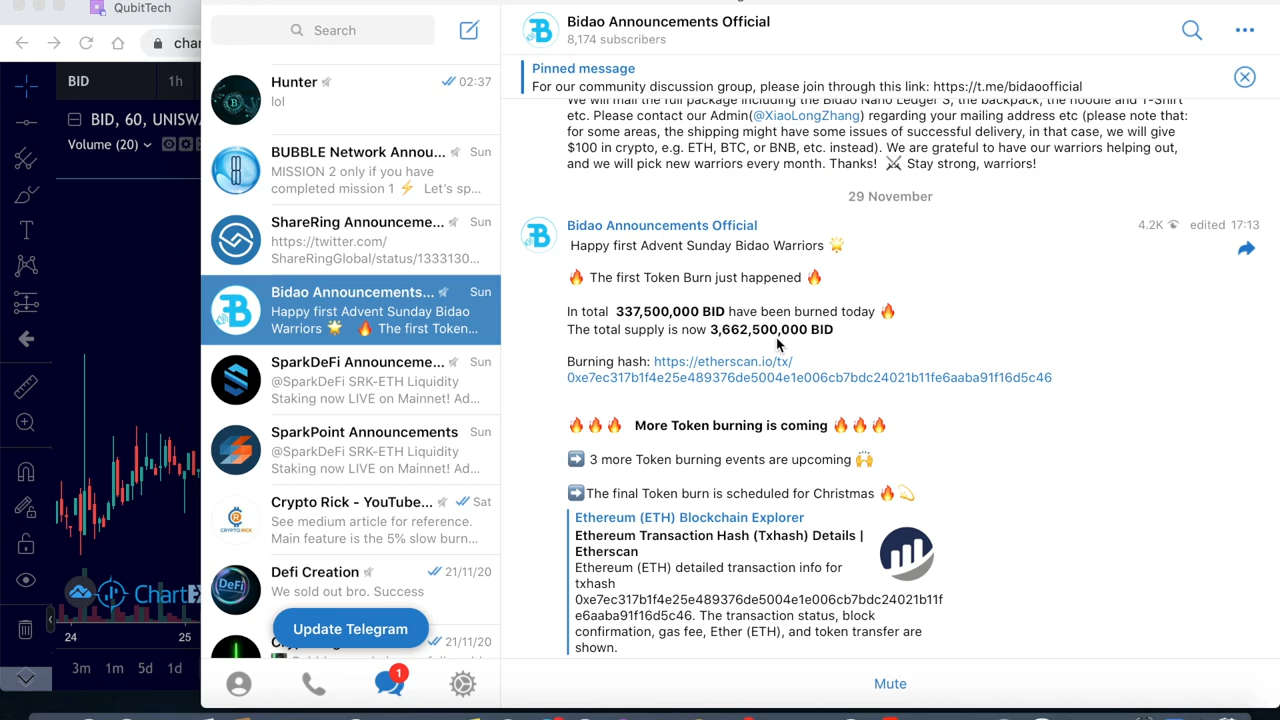 QubitTech
char
BID
1h
BID, 60, UNISWA
Volume (20)
24
25
3m
1m
5d
1d
Chart
Search
Hunter
02:37
lol
BUBBLE Network Annou...
Sun
MISSION 2 only if you have
completed mission 1 ⚡ Let's sp...
ShareRing Announceme...
Sun
https://twitter.com/
ShareRingGlobal/status/1333130...
Bidao Announcements...
Sun
Happy first Advent Sunday Bidao
Warriors 🌟 🔥 The first Token...
SparkDeFi Announceme...
Sun
@SparkDeFi SRK-ETH Liquidity
Staking now LIVE on Mainnet! Ad...
SparkPoint Announcements
Sun
@SparkDeFi SRK-ETH Liquidity
Staking now LIVE on Mainnet! Ad...
Crypto Rick - YouTube...
Sat
See medium article for reference.
Main feature is the 5% slow burn...
CRYPTO RICK
Defi Creation
21/11/20
We sold out bro. Success
DeFi
Update Telegram
21/11/20
1
Bidao Announcements Official
8,174 subscribers
Pinned message
For our community discussion group, please join through this link: https://t.me/bidaoofficial
We will mail the full package including the Bidao Nano Ledger S, the backpack, the hoodie and T-Shirt
etc. Please contact our Admin(@XiaoLongZhang) regarding your mailing address etc (please note that:
for some areas, the shipping might have some issues of successful delivery, in that case, we will give
$100 in crypto, e.g. ETH, BTC, or BNB, etc. instead). We are grateful to have our warriors helping out,
and we will pick new warriors every month. Thanks! ⚔️ Stay strong, warriors!
29 November
Bidao Announcements Official
4.2K edited 17:13
Happy first Advent Sunday Bidao Warriors 🌟
🔥 The first Token Burn just happened 🔥
In total 337,500,000 BID have been burned today 🔥
The total supply is now 3,662,500,000 BID
Burning hash: https://etherscan.io/tx/
0xe7ec317b1f4e25e489376de5004e1e006cb7bdc24021b11fe6aaba91f16d5c46
🔥 🔥 🔥 More Token burning is coming 🔥 🔥 🔥
➡️ 3 more Token burning events are upcoming 🙌
➡️The final Token burn is scheduled for Christmas 🔥💫
Ethereum (ETH) Blockchain Explorer
Ethereum Transaction Hash (Txhash) Details |
Etherscan
Ethereum (ETH) detailed transaction info for
txhash
0xe7ec317b1f4e25e489376de5004e1e006cb7bdc24021b11f
e6aaba91f16d5c46. The transaction status, block
confirmation, gas fee, Ether (ETH), and token transfer are
shown.
Mute